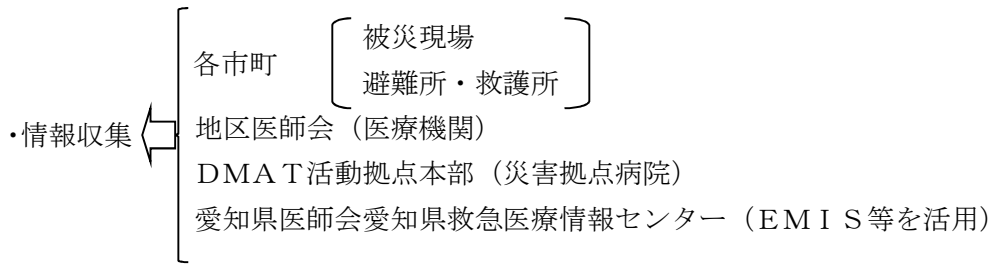 被災現場
各市町
避難所・救護所
・情報収集
地区医師会（医療機関）
ＤＭＡＴ活動拠点本部（災害拠点病院）
愛知県医師会愛知県救急医療情報センター（ＥＭＩＳ等を活用）